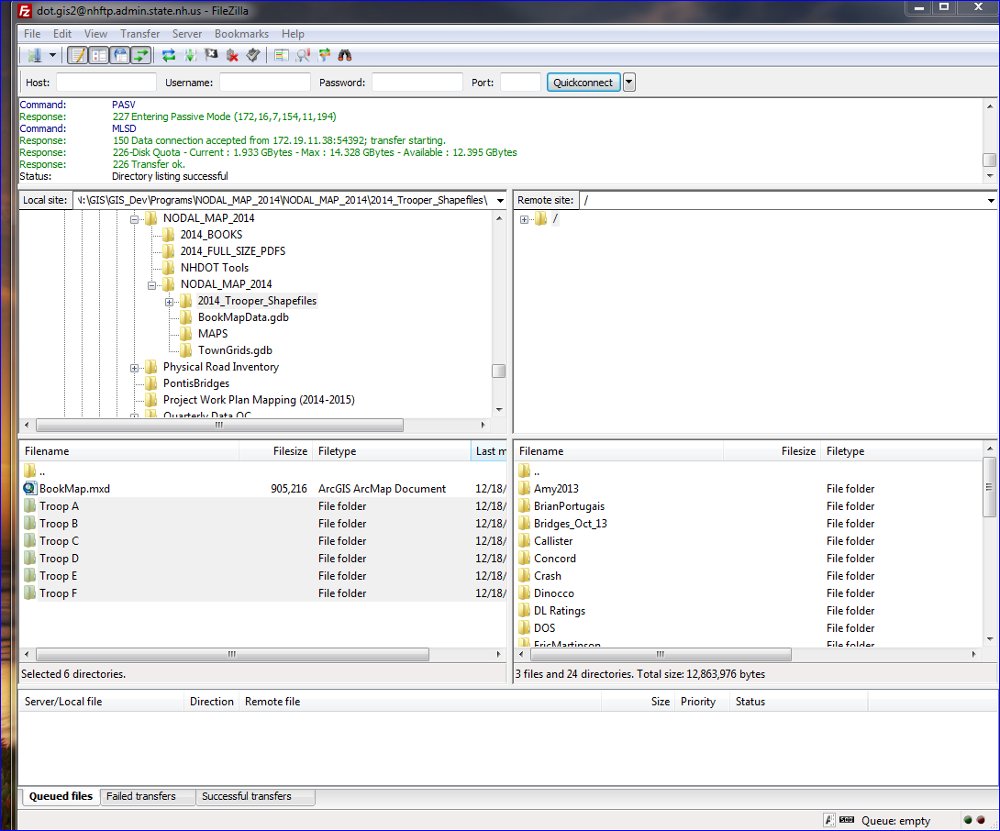 dot.gis2@nhftp.admin.state.nh.us - FileZilla
File Edit View Transfer Server Bookmarks Help
Host: Username: Password: Port: Quickconnect
Command: PASV
Response: 227 Entering Passive Mode (172,16,7,154,11,194)
Command: MLSD
Response: 150 Data connection accepted from 172.19.11.38:54392; transfer starting.
Response: 226-Disk Quota - Current : 1.933 GBytes - Max : 14.328 GBytes - Available : 12.395 GBytes
Response: 226 Transfer ok.
Status: Directory listing successful
Local site: \:\GIS\GIS_Dev\Programs\NODAL_MAP_2014\NODAL_MAP_2014\2014_Trooper_Shapefiles\
NODAL_MAP_2014
2014_BOOKS
2014_FULL_SIZE_PDFS
NHDOT Tools
NODAL_MAP_2014
2014_Trooper_Shapefiles
BookMapData.gdb
MAPS
TownGrids.gdb
Physical Road Inventory
PontisBridges
Project Work Plan Mapping (2014-2015)
Quarterly Data QC
Remote site: /
/
Filename Filesize Filetype Last m
..
BookMap.mxd 905,216 ArcGIS ArcMap Document 12/18/
Troop A File folder 12/18/
Troop B File folder 12/18/
Troop C File folder 12/18/
Troop D File folder 12/18/
Troop E File folder 12/18/
Troop F File folder 12/18/
Selected 6 directories.
Filename Filesize Filetype
..
Amy2013 File folder
BrianPortugais File folder
Bridges_Oct_13 File folder
Callister File folder
Concord File folder
Crash File folder
Dinocco File folder
DL Ratings File folder
DOS File folder
EricMartinson File folder
3 files and 24 directories. Total size: 12,863,976 bytes
Server/Local file Direction Remote file Size Priority Status
Queued files Failed transfers Successful transfers
Queue: empty